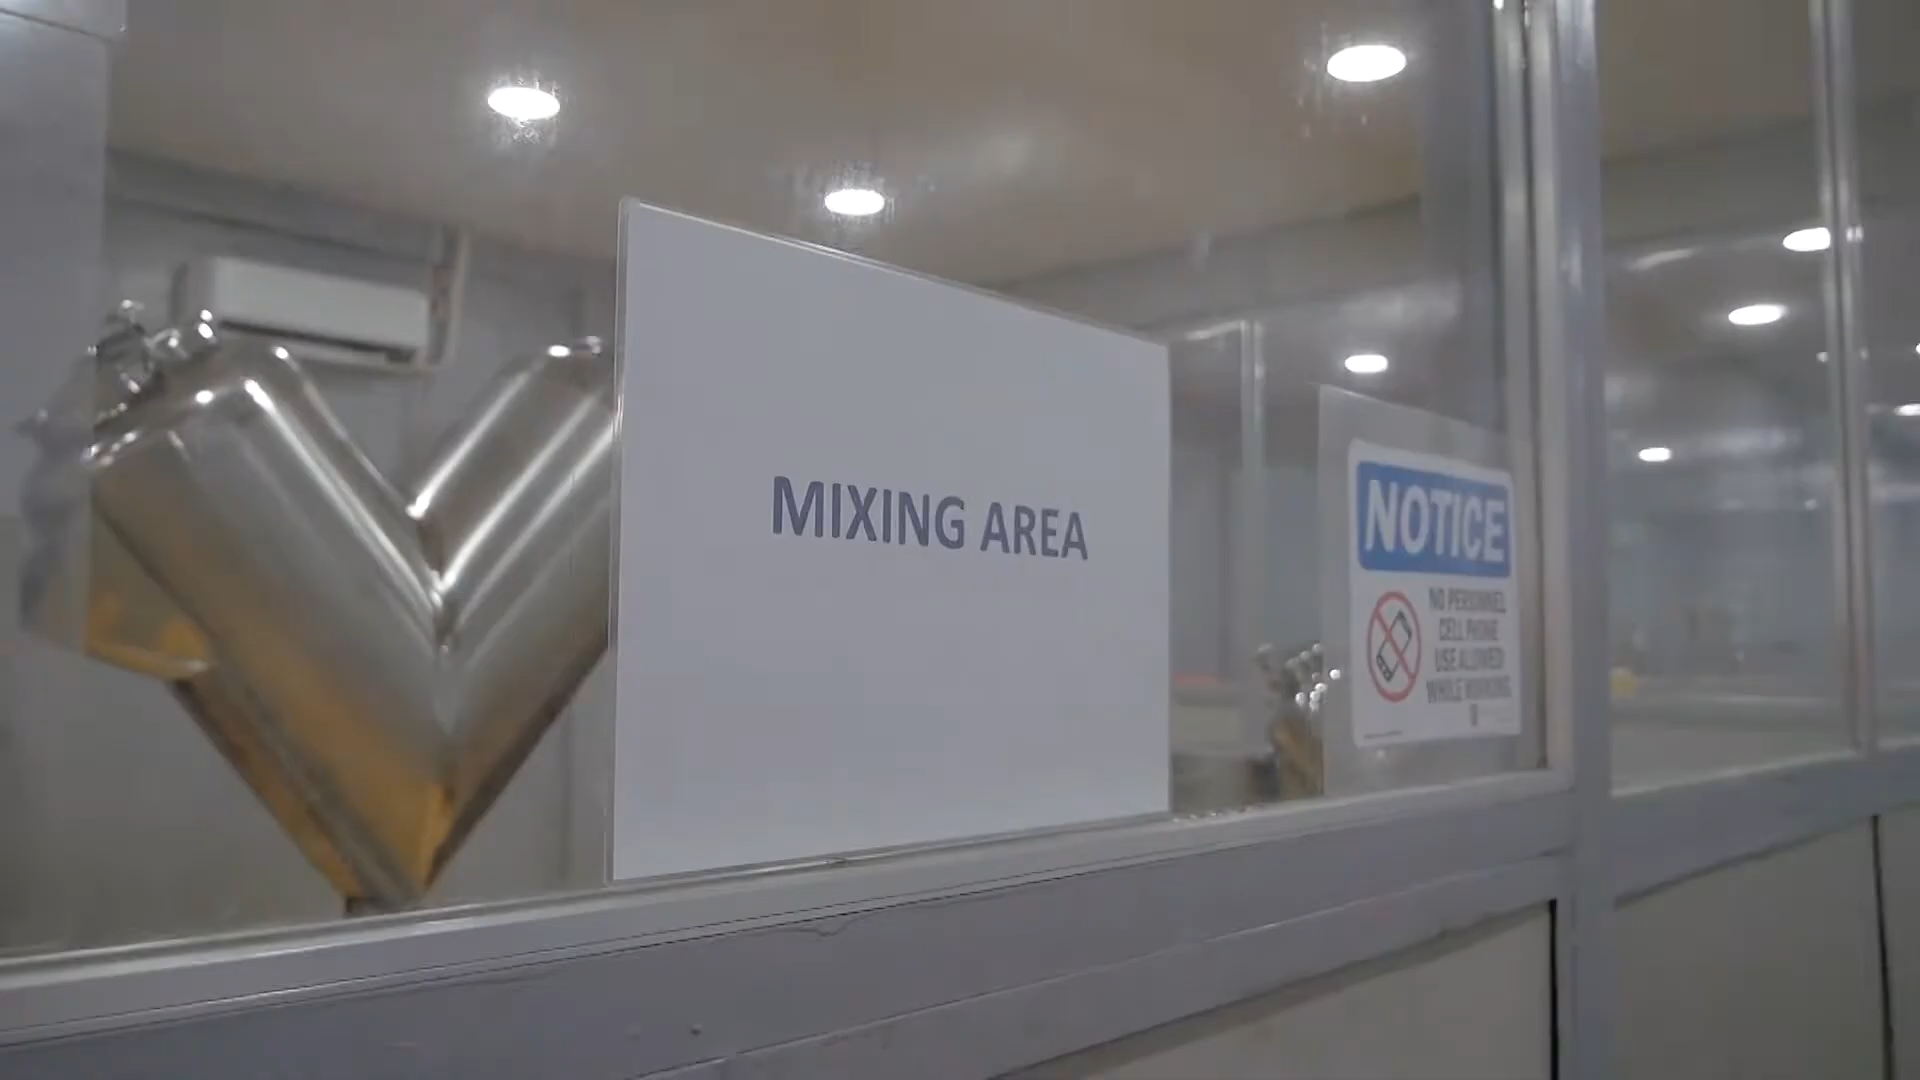 MIXING AREA
NOTICE
NO PERSONNEL
CELL PHONE
USE ALLOWED
WHILE WORKING